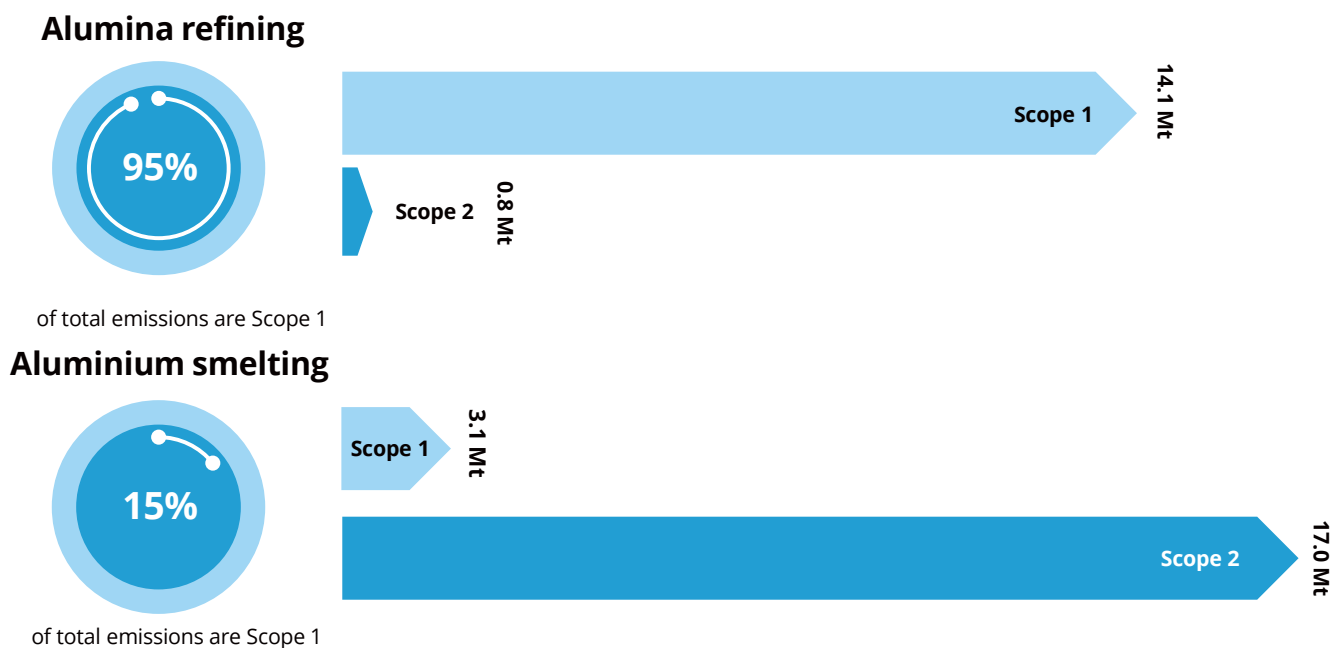 Alumina refining
95%
of total emissions are Scope 1
Scope 1
14.1 Mt
Scope 2
0.8 Mt
Aluminium smelting
15%
of total emissions are Scope 1
Scope 1
3.1 Mt
Scope 2
17.0 Mt